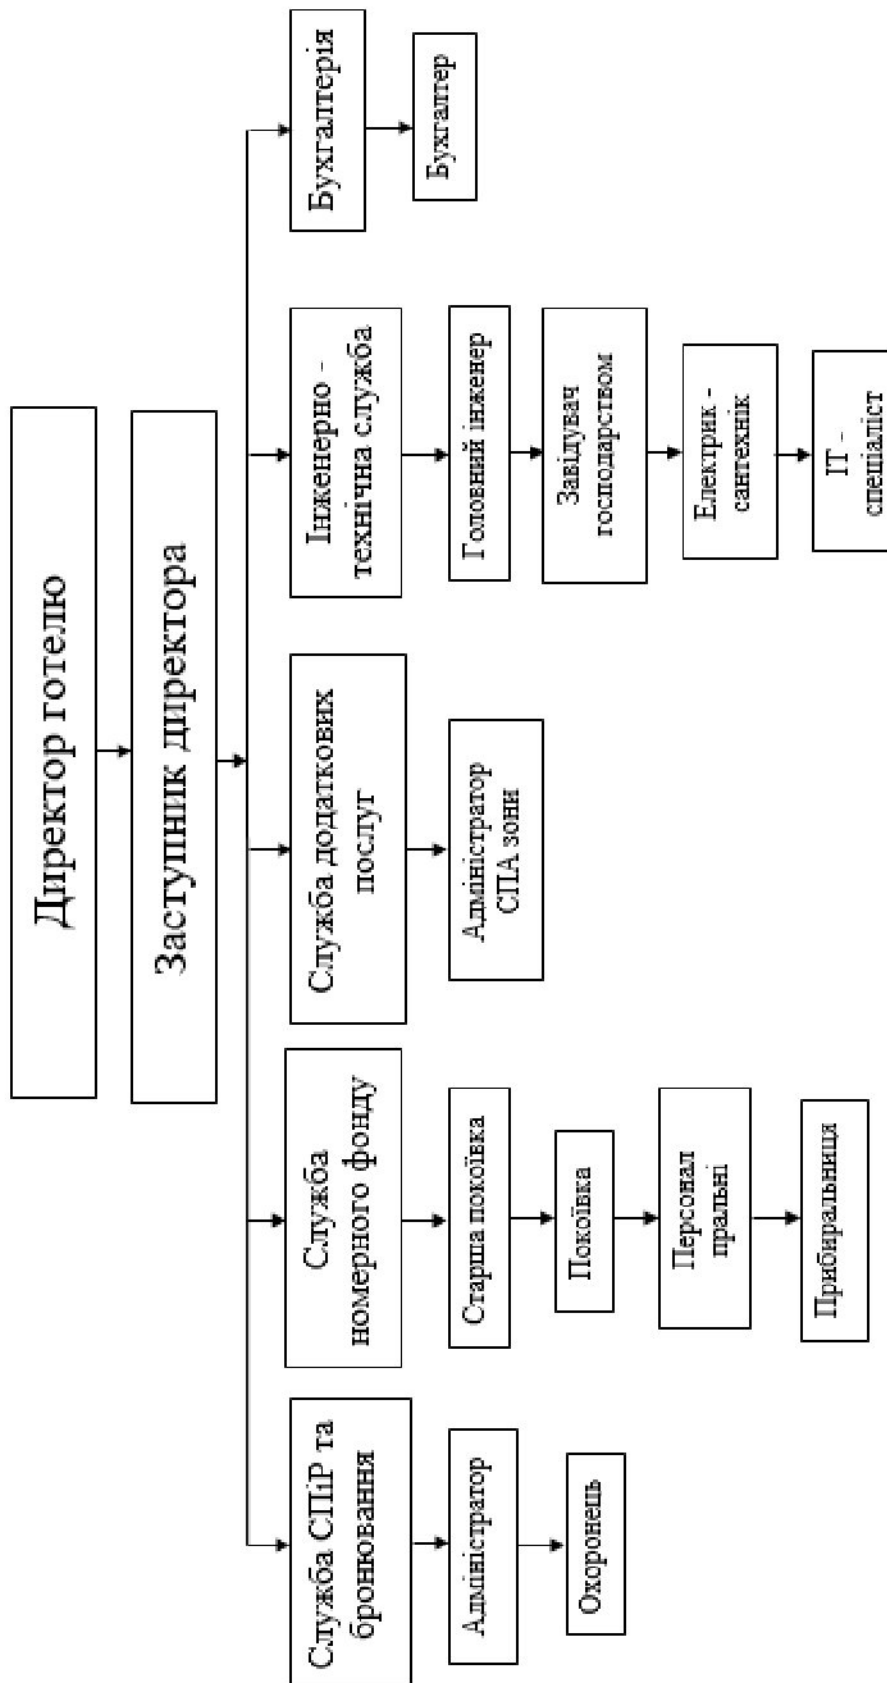 Директор готелю
Заступник директора
Служба СПіР та
бронювання
Адміністратор
Охоронець
Служба
номерного фонду
Старша покоївка
Покоївка
Персонал
пральні
Прибиральниця
Служба додаткових
послуг
Адміністратор
СПА зони
Інженерно -
технічна служба
Головний інженер
Завідувач
господарством
Електрик -
сантехнік
ІТ -
спеціаліст
Бухгалтерія
Бухгалтер